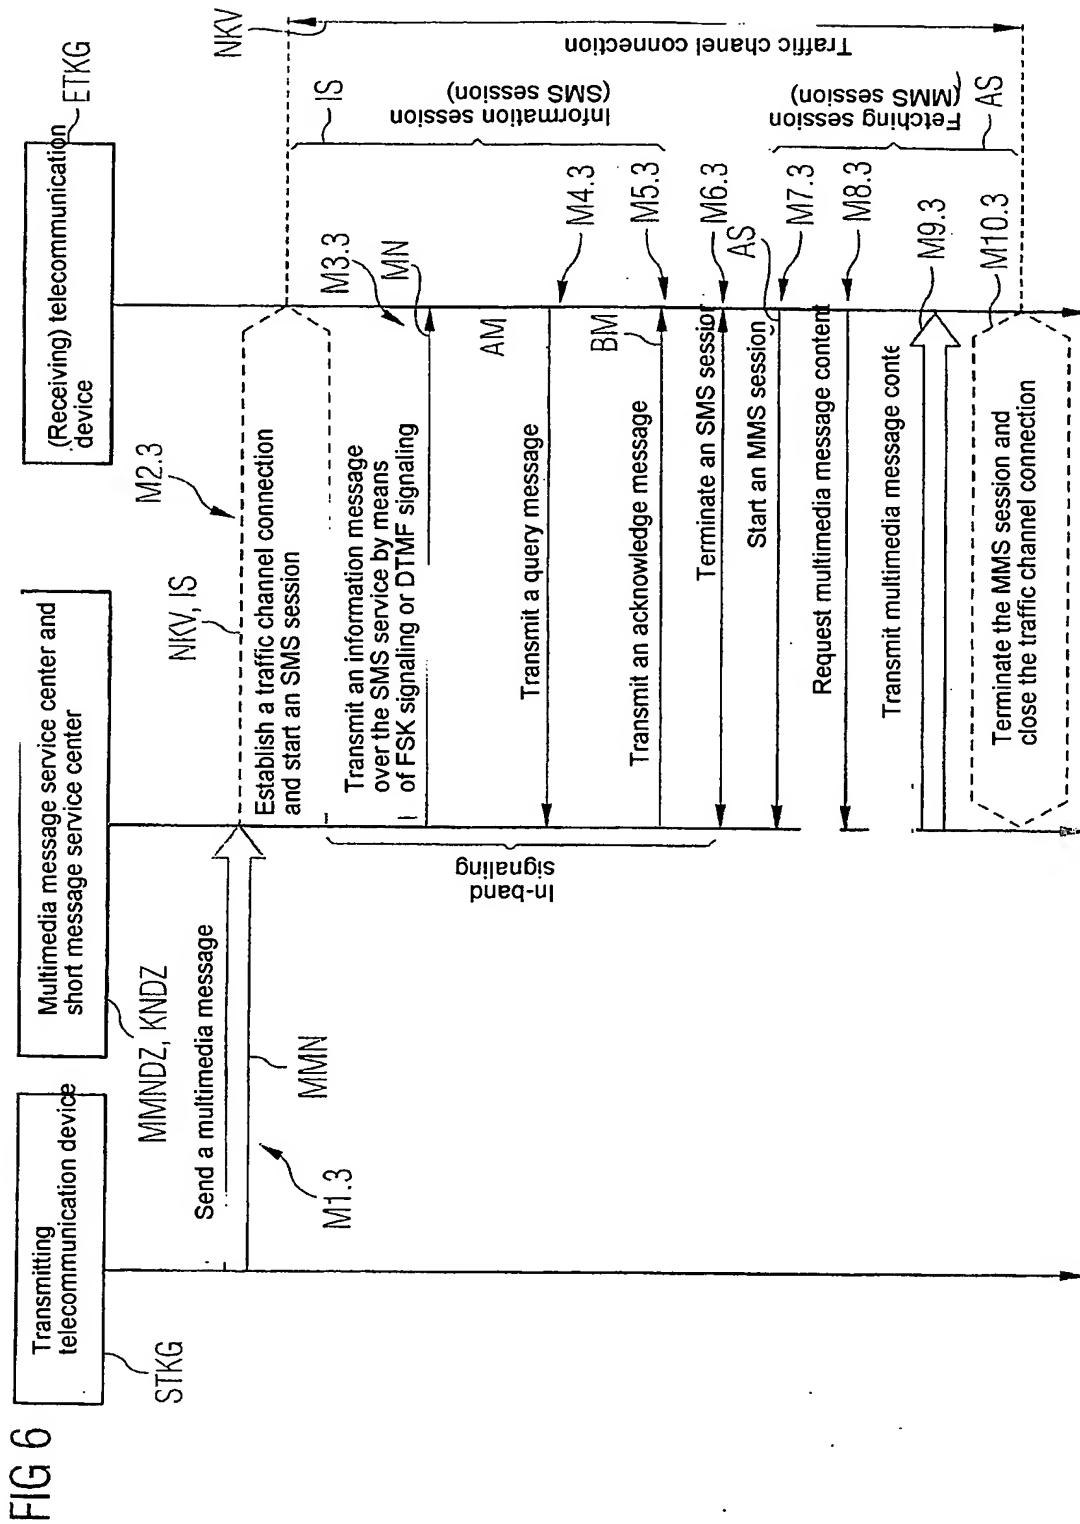 FIG 6
Transmitting
telecommunication device
STKG
Multimedia message service center and
short message service center
MMNDZ, KNDZ
(Receiving) telecommunication
device
ETKG
Send a multimedia message
MMN
M1.3
NKV, IS
M2.3
Establish a traffic channel connection
and start an SMS session
NKV
Traffic chanel connection
IS
Information session
(SMS session)
Transmit an information message
over the SMS service by means
of FSK signaling or DTMF signaling
M3.3
MN
In-band
signaling
Transmit a query message
AM
M4.3
Transmit an acknowledge message
BM
M5.3
Terminate an SMS session
M6.3
Start an MMS session
AS
M7.3
Fetching session
(MMS session)
AS
Request multimedia message content
M8.3
Transmit multimedia message conte
M9.3
Terminate the MMS session and
close the traffic channel connection
M10.3